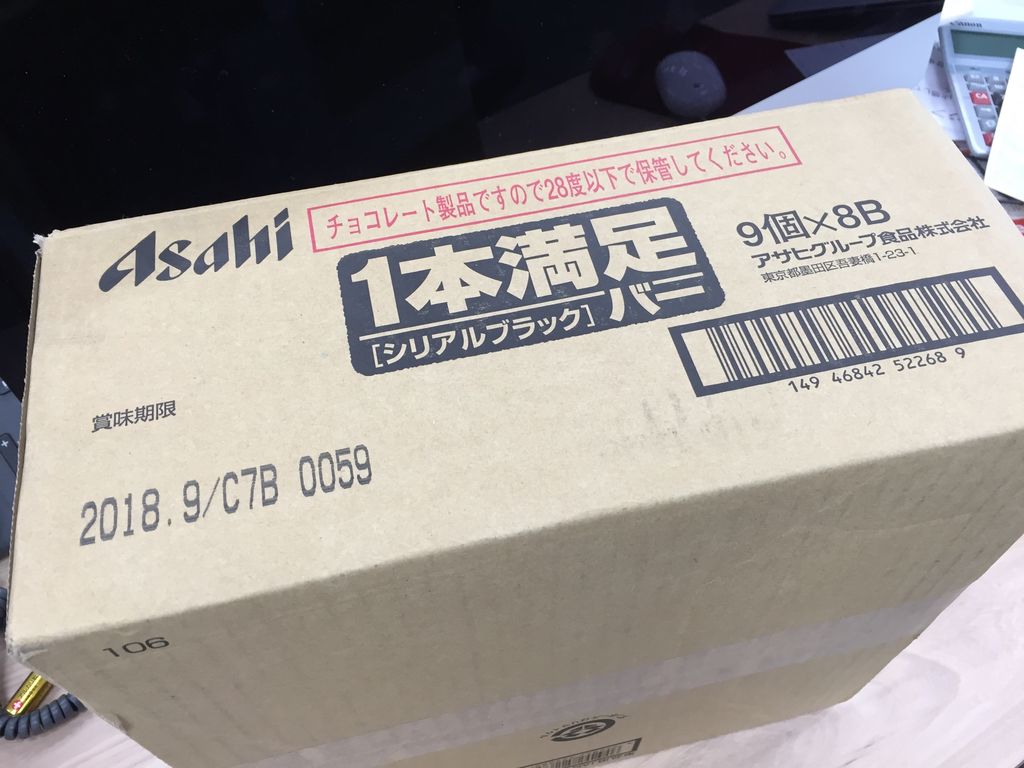 Canon
CA
Asahi
チョコレート製品ですので28度以下で保管してください。
1本満足
バー
[シリアルブラック]
9個×8B
アサヒグループ食品株式会社
東京都墨田区吾妻橋1-23-1
149 46842 52268 9
賞味期限
2018.9/C7B 0059
106